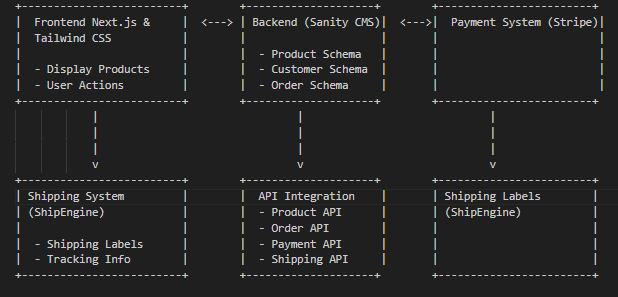 Frontend Next.js & <---> Backend (Sanity CMS) <---> Payment System (Stripe)
Tailwind CSS
- Product Schema
- Display Products - Customer Schema
- User Actions - Order Schema
v v v
Shipping System API Integration Shipping Labels
(ShipEngine) - Product API (ShipEngine)
- Order API
- Shipping Labels - Payment API
- Tracking Info - Shipping API